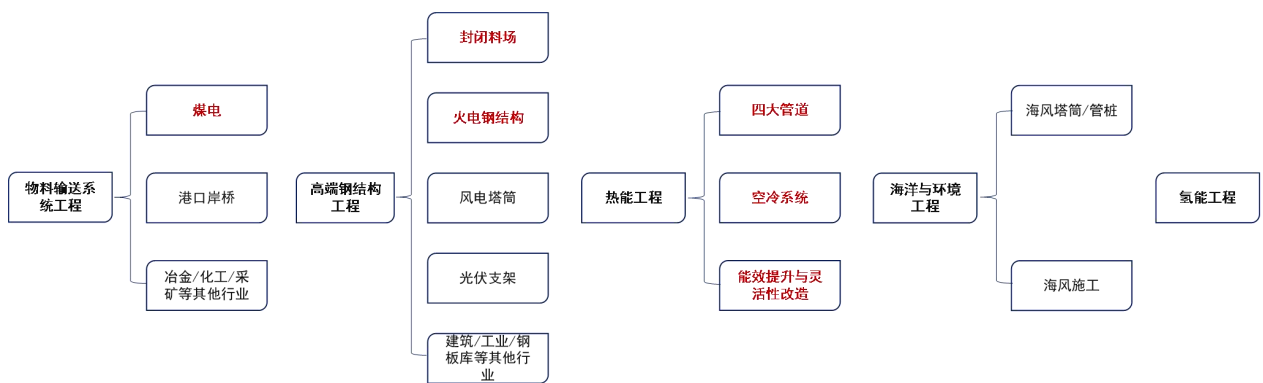 物料输送系
统工程
煤电
港口岸桥
冶金/化工/采
矿等其他行业
高端钢结构
工程
封闭料场
火电钢结构
风电塔筒
光伏支架
建筑/工业/钢
板库等其他行
业
热能工程
四大管道
空冷系统
能效提升与灵
活性改造
海洋与环境
工程
海风塔筒/管桩
海风施工
氢能工程